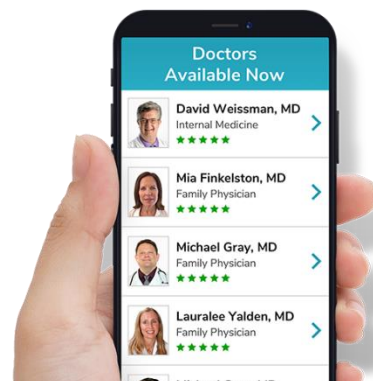 Doctors
Available Now
David Weissman, MD
Internal Medicine
Mia Finkelston, MD
Family Physician
Michael Gray, MD
Family Physician
Lauralee Yalden, MD
Family Physician